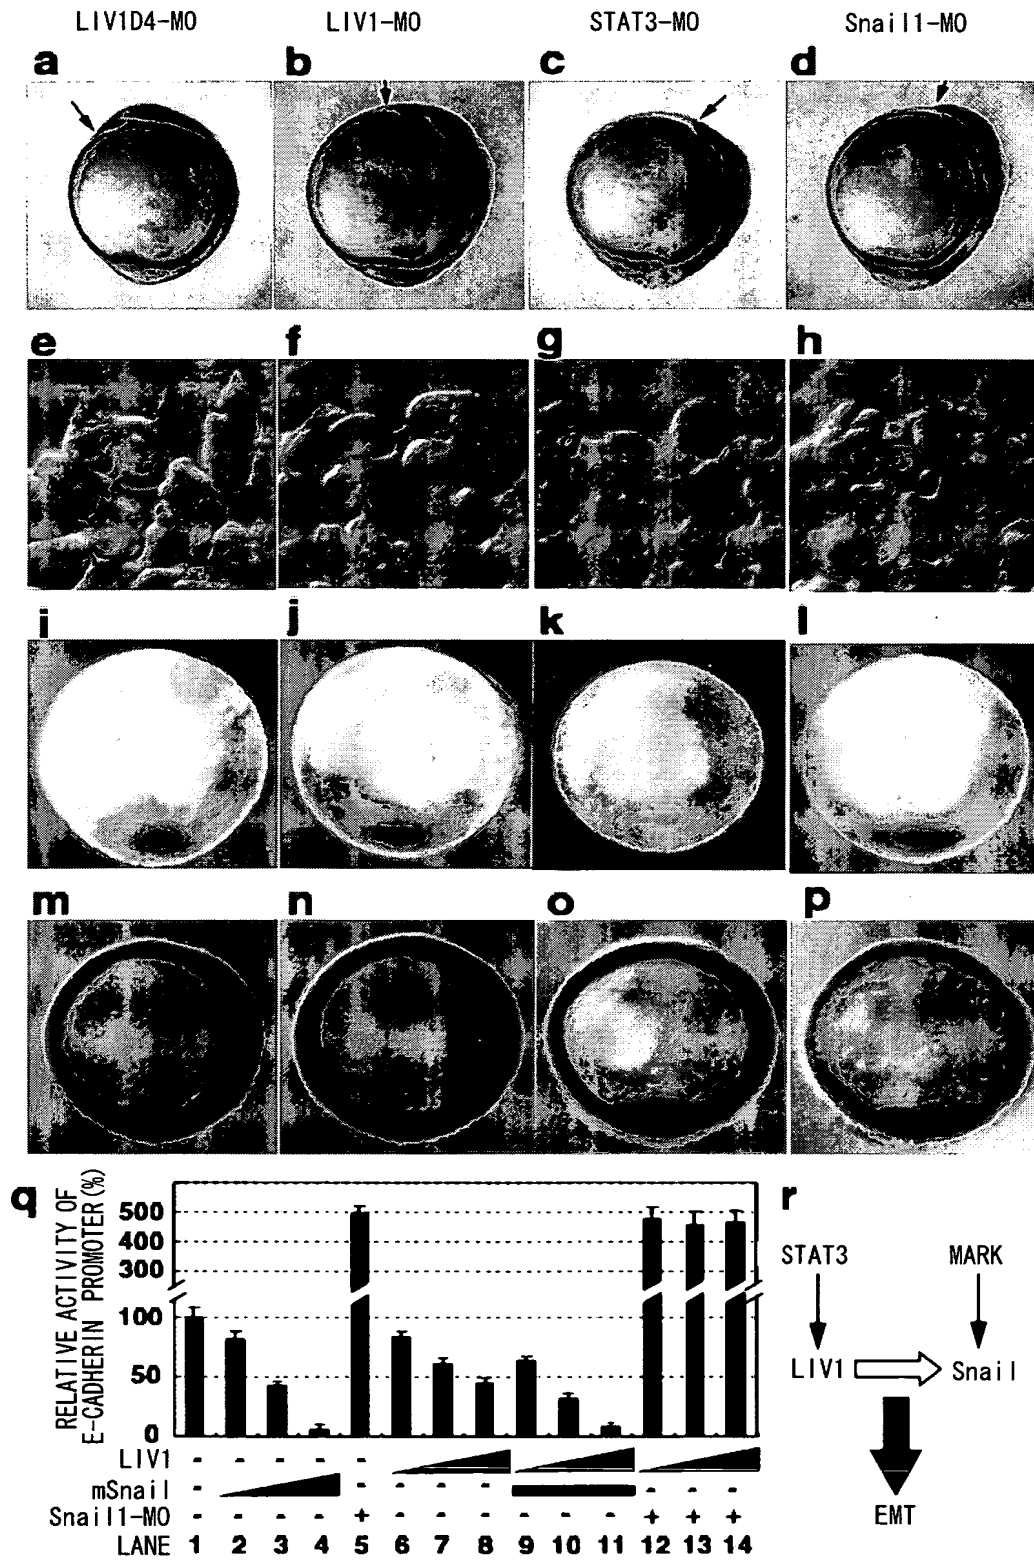 LIV1D4-MO LIV1-MO STAT3-MO Snail1-MO
a b c d
e f g h
i j k l
m n o p
q r
RELATIVE ACTIVITY OF
E-CADHERIN PROMOTER (%)
500
400
300
100
50
0
LIV1 - - - - -
mSnail - - - - - - - -
Snail1-MO - - - - + - - - - - - + + +
LANE 1 2 3 4 5 6 7 8 9 10 11 12 13 14
STAT3 MARK
LIV1 Snail
EMT